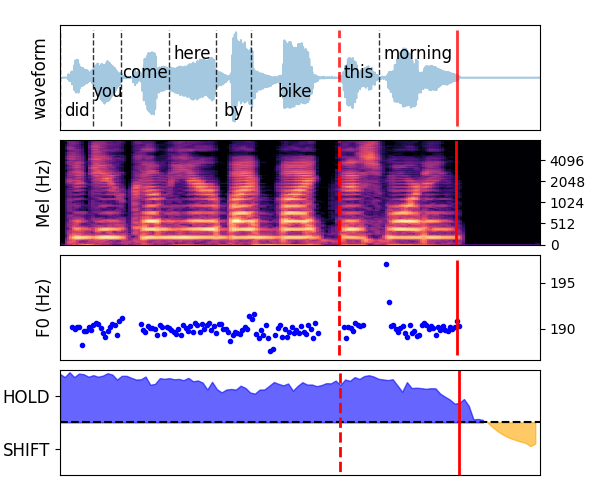 waveform
did
you
come
here
by
bike
this
morning
Mel (Hz)
4096
2048
1024
512
0
F0 (Hz)
195
190
HOLD
SHIFT